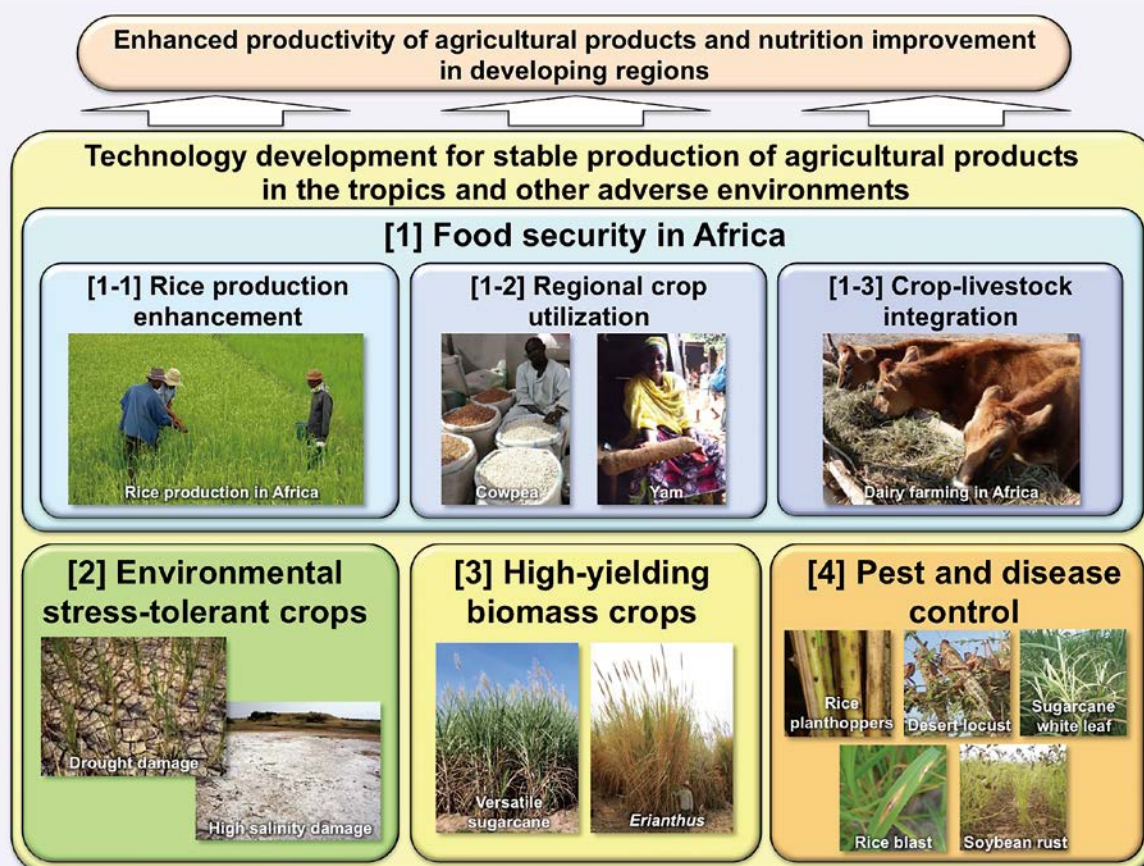 Enhanced productivity of agricultural products and nutrition improvement
in developing regions
Technology development for stable production of agricultural products
in the tropics and other adverse environments
[1] Food security in Africa
[1-1] Rice production
enhancement
Rice production in Africa
[1-2] Regional crop
utilization
Cowpea
Yam
[1-3] Crop-livestock
integration
Dairy farming in Africa
[2] Environmental
stress-tolerant crops
Drought damage
High salinity damage
[3] High-yielding
biomass crops
Versatile
sugarcane
Erianthus
[4] Pest and disease
control
Rice
planthoppers
Desert locust
Sugarcane
white leaf
Rice blast
Soybean rust